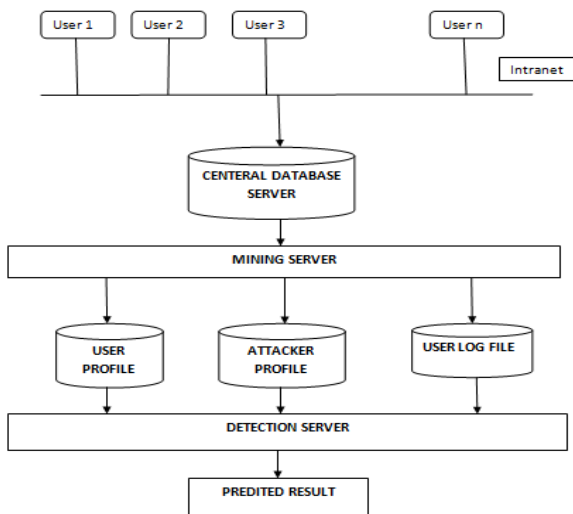 User 1
User 2
User 3
User n
Intranet
CENTERAL DATABASE
SERVER
MINING SERVER
USER
PROFILE
ATTACKER
PROFILE
USER LOG FILE
DETECTION SERVER
PREDITED RESULT